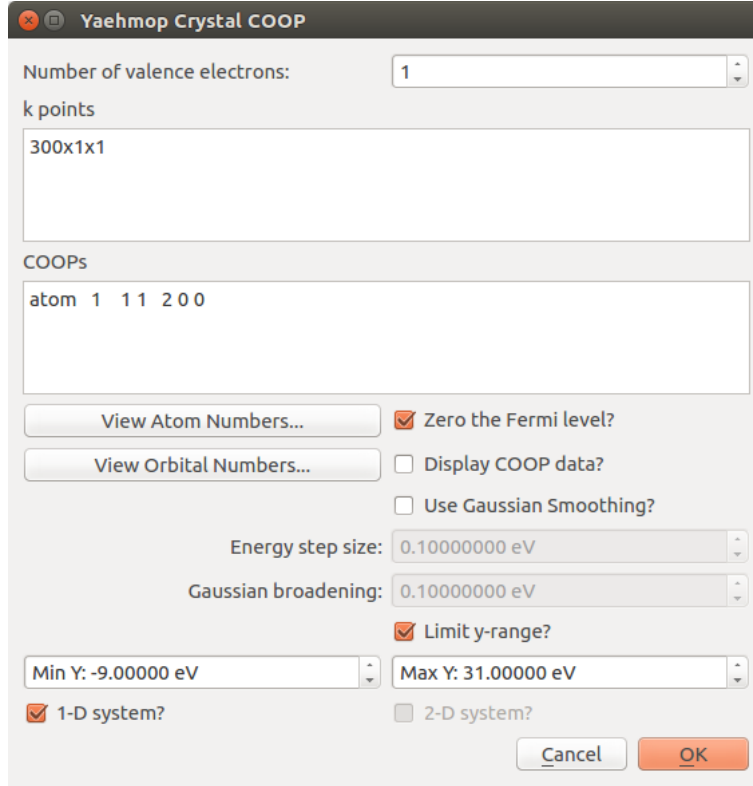 Yaehmop Crystal COOP
Number of valence electrons: 1
k points
300x1x1
COOPs
atom 1 1 1 2 0 0
View Atom Numbers... Zero the Fermi level?
View Orbital Numbers... Display COOP data?
Use Gaussian Smoothing?
Energy step size: 0.10000000 eV
Gaussian broadening: 0.10000000 eV
Limit y-range?
Min Y: -9.00000 eV Max Y: 31.00000 eV
1-D system? 2-D system?
Cancel OK